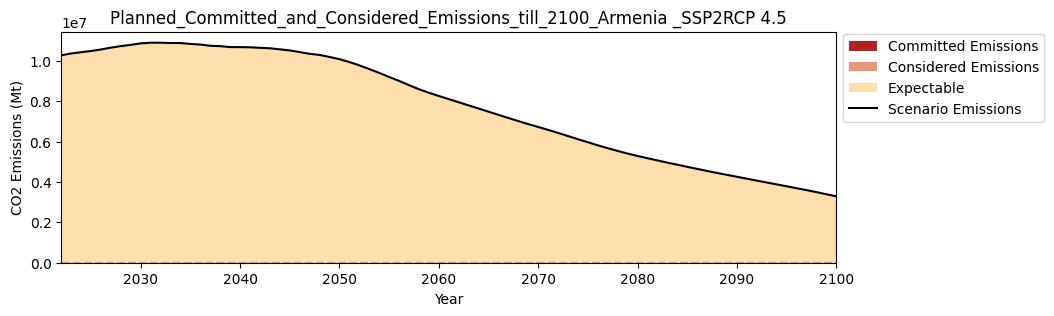 Planned_Committed_and_Considered_Emissions_till_2100_Armenia _SSP2RCP 4.5
1e7
1.0
0.8
0.6
0.4
0.2
0.0
CO2 Emissions (Mt)
2030 2040 2050 2060 2070 2080 2090 2100
Year
Committed Emissions
Considered Emissions
Expectable
Scenario Emissions